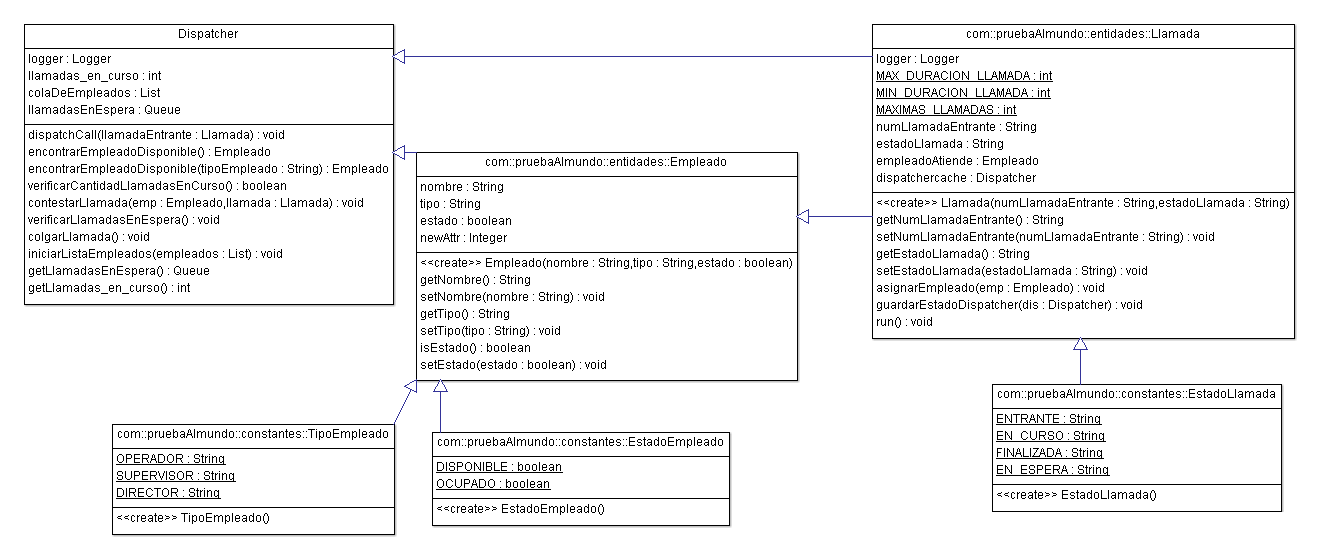 Dispatcher
logger : Logger
llamadas_en_curso : int
colaDeEmpleados : List
llamadasEnEspera : Queue
dispatchCall(llamadaEntrante : Llamada) : void
encontrarEmpleadoDisponible() : Empleado
encontrarEmpleadoDisponible(tipoEmpleado : String) : Empleado
verificarCantidadLlamadasEnCurso() : boolean
contestarLlamada(emp : Empleado,llamada : Llamada) : void
verificarLlamadasEnEspera() : void
colgarLlamada() : void
iniciarListaEmpleados(empleados : List) : void
getLlamadasEnEspera() : Queue
getLlamadas_en_curso() : int
com::pruebaAlmundo::entidades::Empleado
nombre : String
tipo : String
estado : boolean
newAttr : Integer
<<create>> Empleado(nombre : String,tipo : String,estado : boolean)
getNombre() : String
setNombre(nombre : String) : void
getTipo() : String
setTipo(tipo : String) : void
isEstado() : boolean
setEstado(estado : boolean) : void
com::pruebaAlmundo::entidades::Llamada
logger : Logger
MAX_DURACION_LLAMADA : int
MIN_DURACION_LLAMADA : int
MAXIMAS_LLAMADAS : int
numLlamadaEntrante : String
estadoLlamada : String
empleadoAtiende : Empleado
dispatchercache : Dispatcher
<<create>> Llamada(numLlamadaEntrante : String,estadoLlamada : String)
getNumLlamadaEntrante() : String
setNumLlamadaEntrante(numLlamadaEntrante : String) : void
getEstadoLlamada() : String
setEstadoLlamada(estadoLlamada : String) : void
asignarEmpleado(emp : Empleado) : void
guardarEstadoDispatcher(dis : Dispatcher) : void
run() : void
com::pruebaAlmundo::constantes::TipoEmpleado
OPERADOR : String
SUPERVISOR : String
DIRECTOR : String
<<create>> TipoEmpleado()
com::pruebaAlmundo::constantes::EstadoEmpleado
DISPONIBLE : boolean
OCUPADO : boolean
<<create>> EstadoEmpleado()
com::pruebaAlmundo::constantes::EstadoLlamada
ENTRANTE : String
EN_CURSO : String
FINALIZADA : String
EN_ESPERA : String
<<create>> EstadoLlamada()